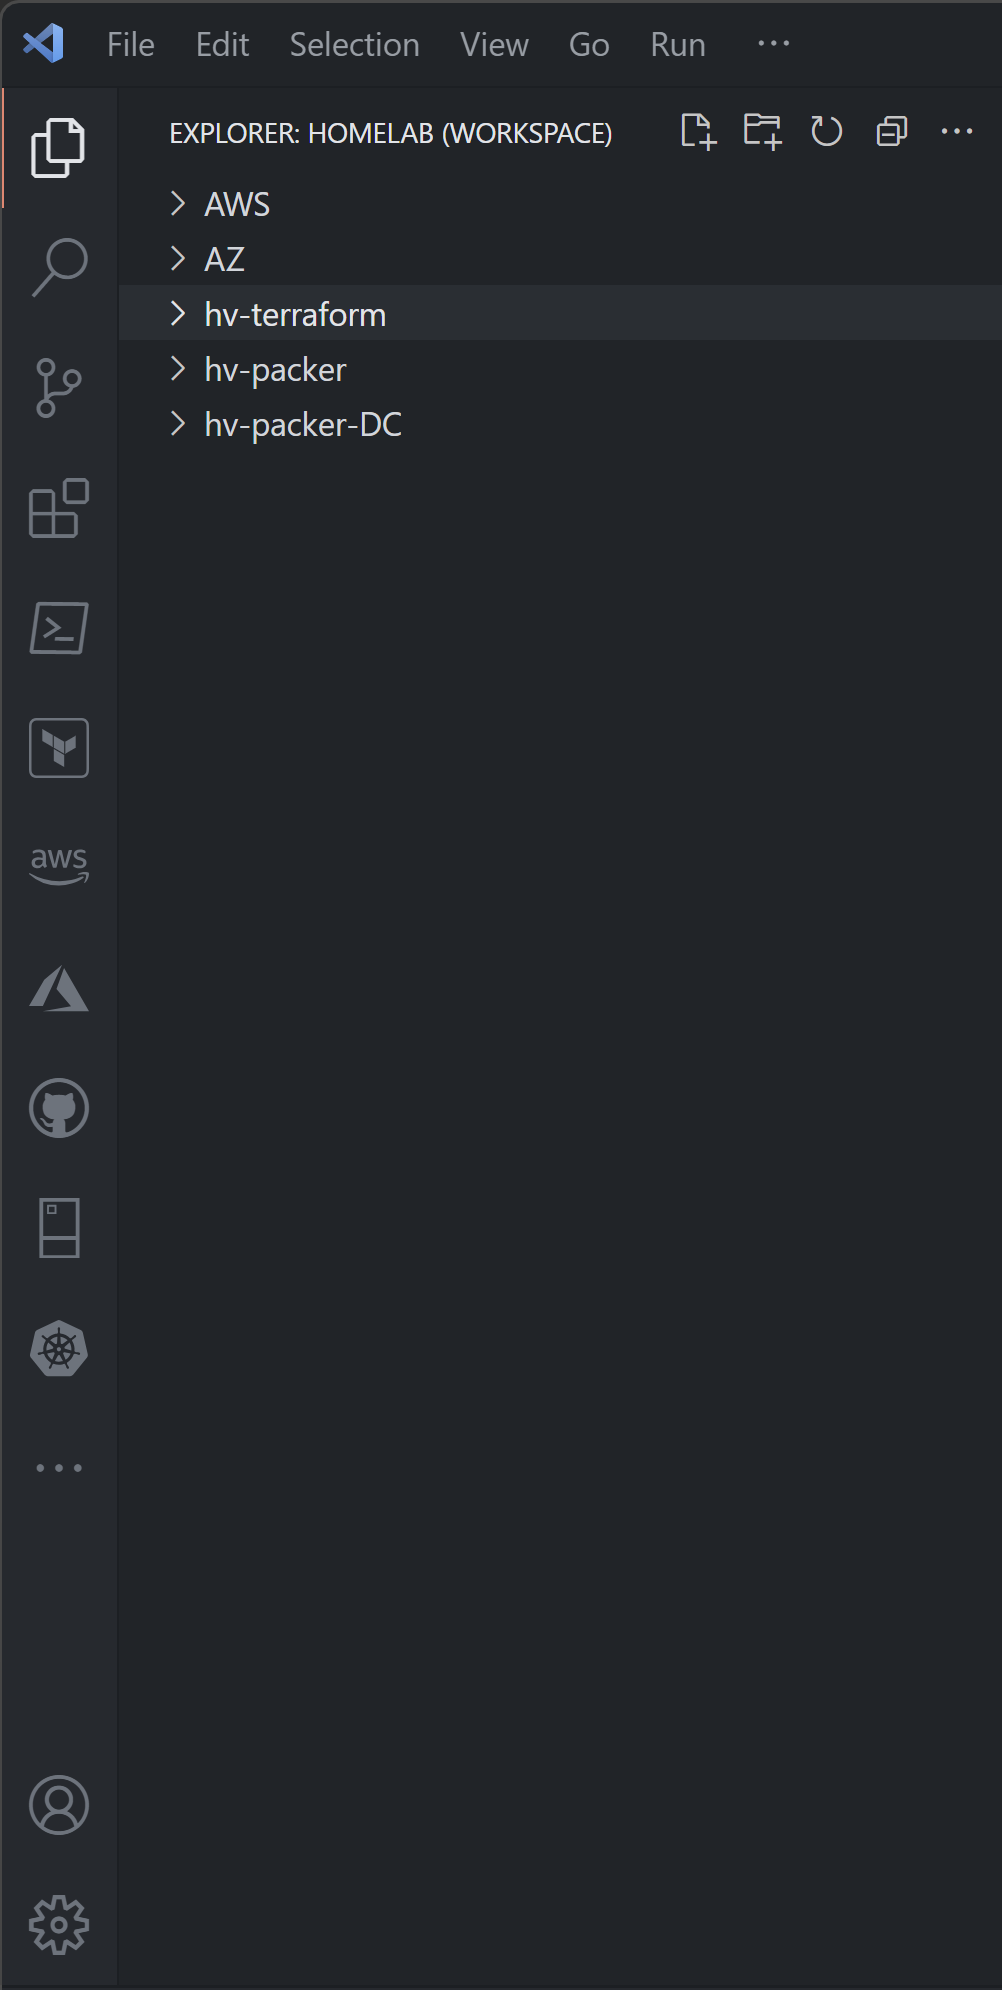 File Edit Selection View Go Run ...
EXPLORER: HOMELAB (WORKSPACE)
AWS
AZ
hv-terraform
hv-packer
hv-packer-DC
aws